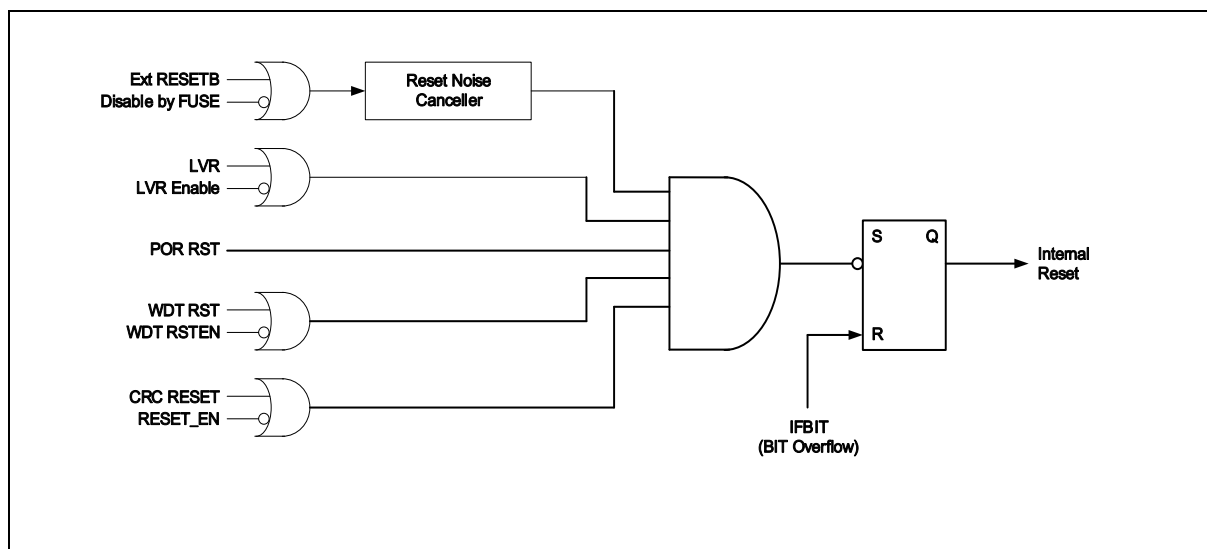 Ext RESETB
Disable by FUSE
Reset Noise
Canceller
LVR
LVR Enable
POR RST
WDT RST
WDT RSTEN
CRC RESET
RESET_EN
S
Q
R
Internal
Reset
IFBIT
(BIT Overflow)